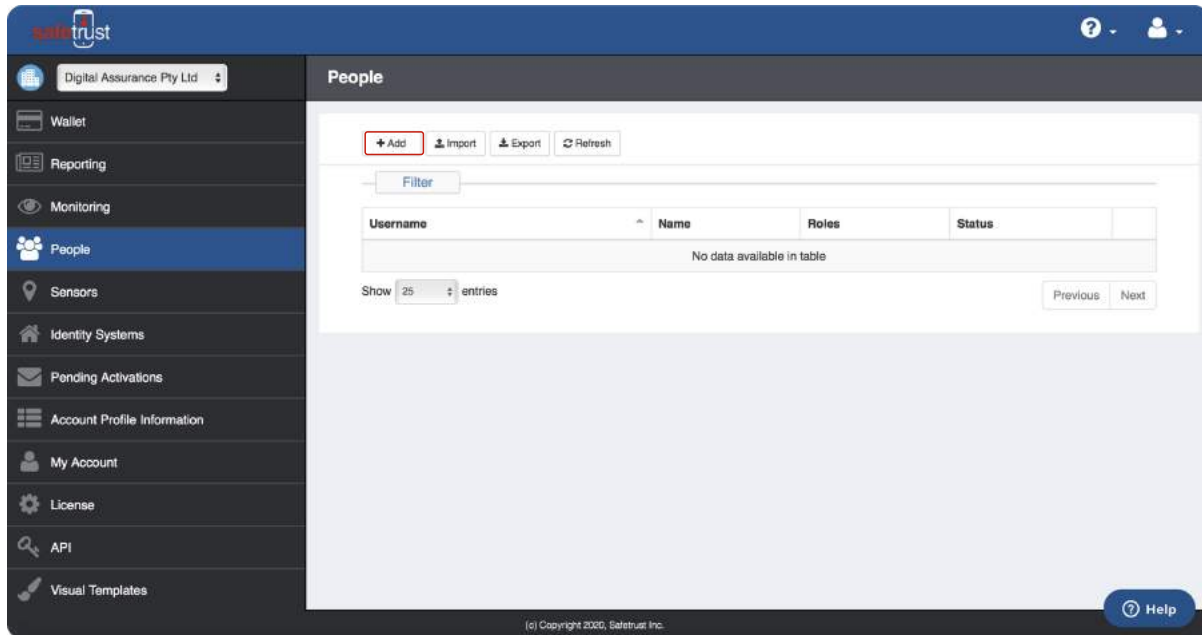 safetrust
Digital Assurance Pty Ltd
People
Wallet
+ Add Import Export Refresh
Reporting
Filter
Monitoring
Username Name Roles Status
People
No data available in table
Sensors
Show 25 entries
Previous Next
Identity Systems
Pending Activations
Account Profile Information
My Account
License
API
Visual Templates
? Help
(c) Copyright 2020, Safetrust Inc.